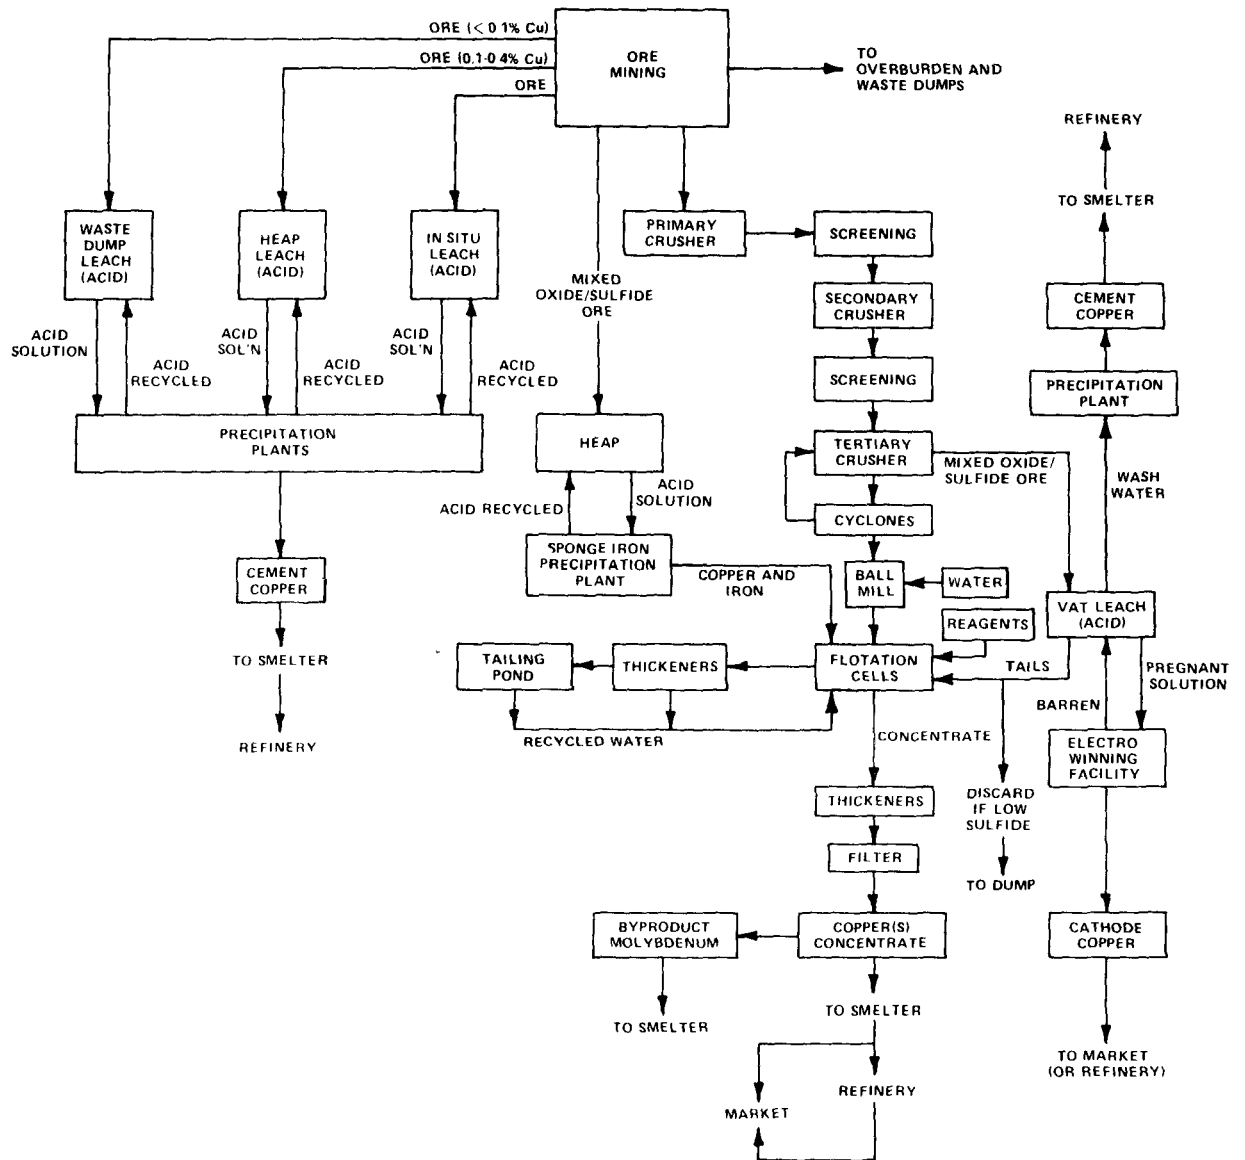 ORE (< 0.1% Cu)
ORE (0.1-0.4% Cu)
ORE
ORE
MINING
TO
OVERBURDEN AND
WASTE DUMPS
REFINERY
TO SMELTER
WASTE
DUMP
LEACH
(ACID)
HEAP
LEACH
(ACID)
IN SITU
LEACH
(ACID)
PRIMARY
CRUSHER
SCREENING
MIXED
OXIDE/SULFIDE
ORE
SECONDARY
CRUSHER
CEMENT
COPPER
ACID
SOLUTION
ACID
RECYCLED
ACID
SOL'N
ACID
RECYCLED
ACID
SOL'N
ACID
RECYCLED
SCREENING
PRECIPITATION
PLANT
PRECIPITATION
PLANTS
HEAP
TERTIARY
CRUSHER
MIXED OXIDE/
SULFIDE ORE
WASH
WATER
ACID RECYCLED
ACID
SOLUTION
CYCLONES
SPONGE IRON
PRECIPITATION
PLANT
COPPER AND
IRON
BALL
MILL
WATER
CEMENT
COPPER
VAT LEACH
(ACID)
REAGENTS
TO SMELTER
TAILING
POND
THICKENERS
FLOTATION
CELLS
TAILS
PREGNANT
SOLUTION
BARREN
REFINERY
RECYCLED WATER
CONCENTRATE
ELECTRO
WINNING
FACILITY
THICKENERS
DISCARD
IF LOW
SULFIDE
FILTER
TO DUMP
BYPRODUCT
MOLYBDENUM
COPPER(S)
CONCENTRATE
CATHODE
COPPER
TO SMELTER
TO SMELTER
TO MARKET
(OR REFINERY)
REFINERY
MARKET